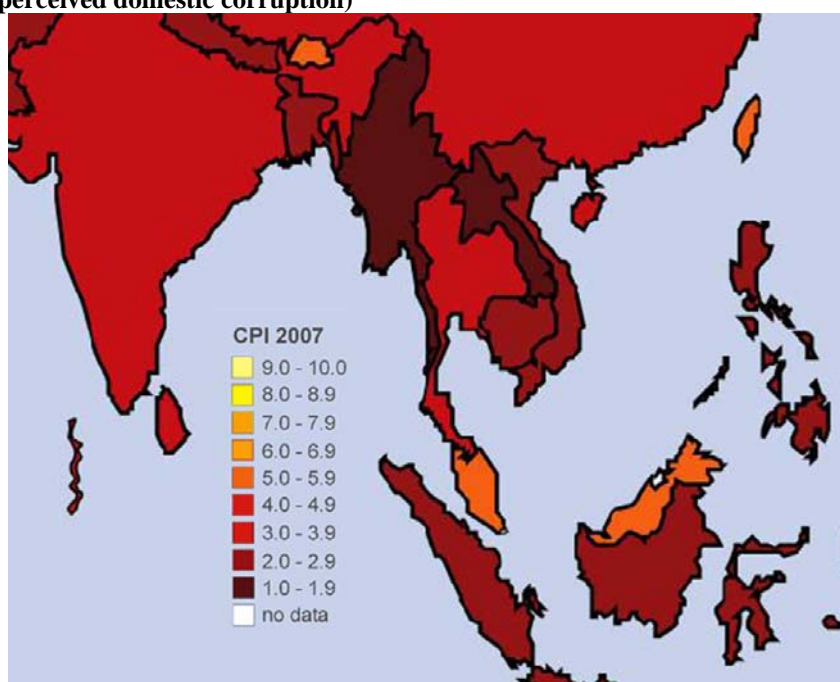 perceived domestic corruption)
CPI 2007
9.0 - 10.0
8.0 - 8.9
7.0 - 7.9
6.0 - 6.9
5.0 - 5.9
4.0 - 4.9
3.0 - 3.9
2.0 - 2.9
1.0 - 1.9
no data